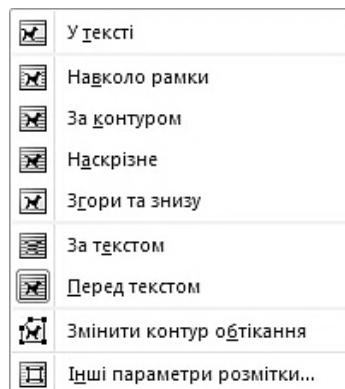 У тексті
Навколо рамки
За контуром
Наскрізне
Згори та знизу
За текстом
Перед текстом
Змінити контур обтікання
Інші параметри розмітки...